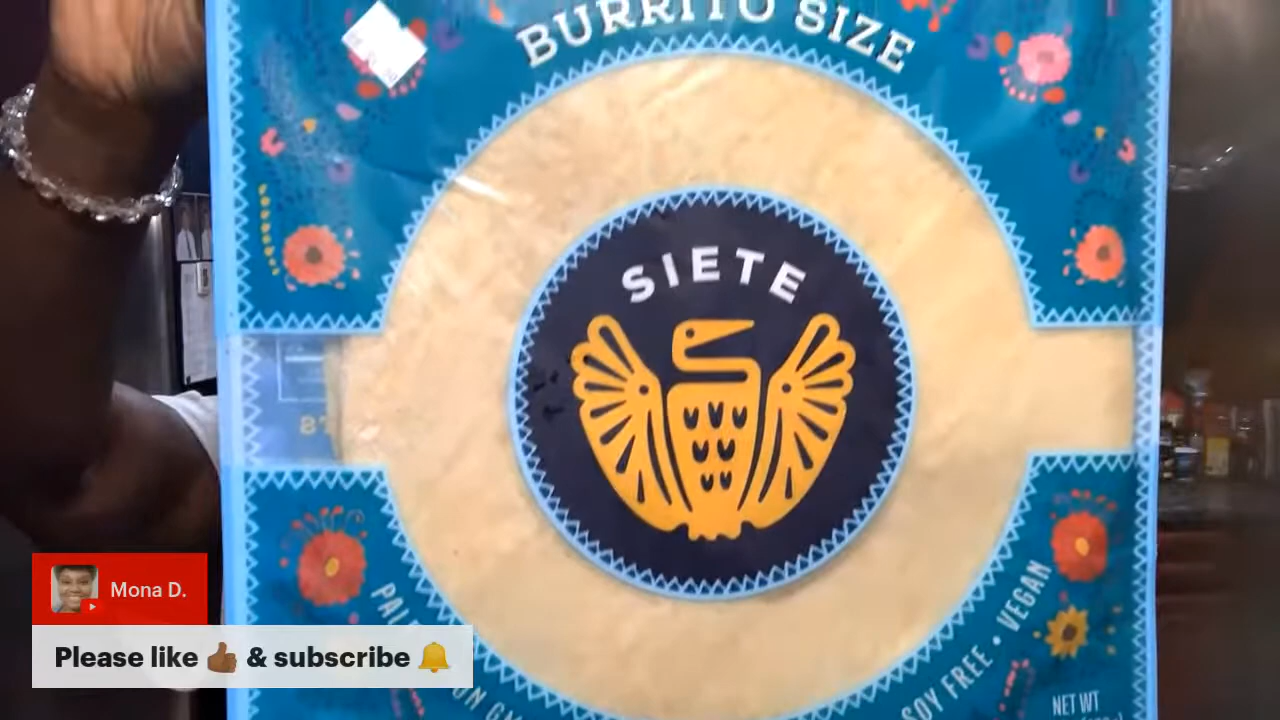 BURRITO SIZE
SIETE
SOY FREE • VEGAN
NET WT
Mona D.
Please like 👍🏾 & subscribe 🔔